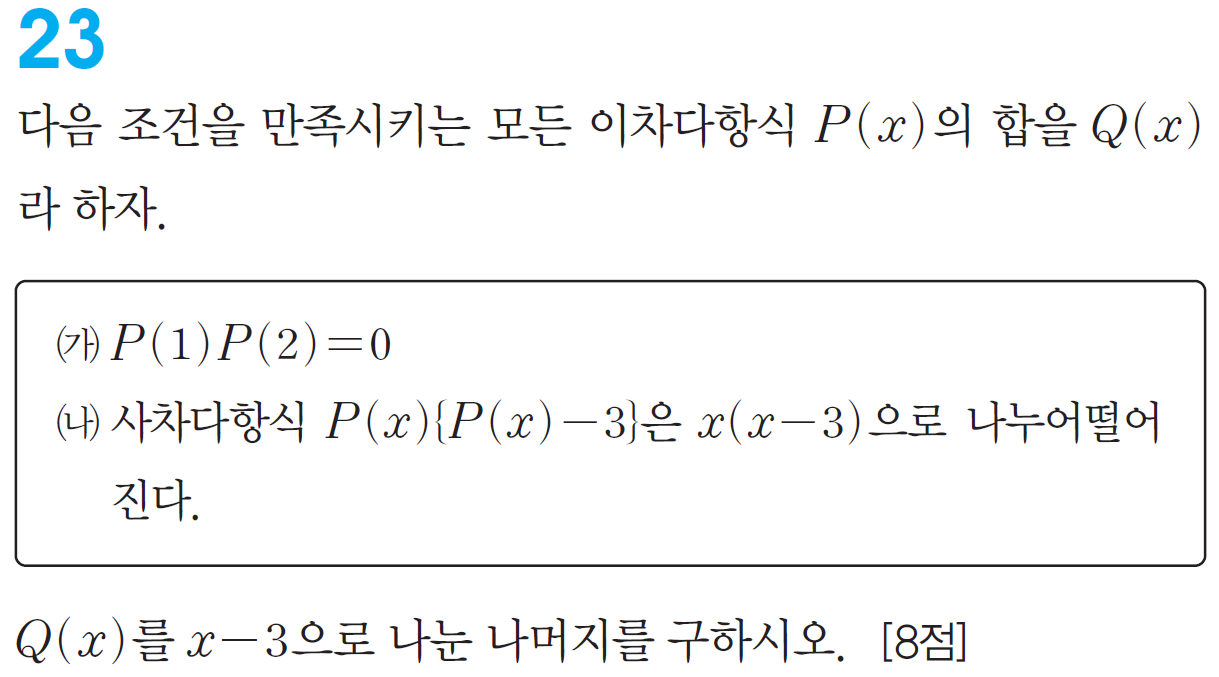 23
다음 조건을 만족시키는 모든 이차다항식 P(x)의 합을 Q(x)
라 하자.
㈎ P(1)P(2)=0
㈏ 사차다항식 P(x){P(x)-3}은 x(x-3)으로 나누어떨어
진다.
Q(x)를 x-3으로 나눈 나머지를 구하시오. [8점]